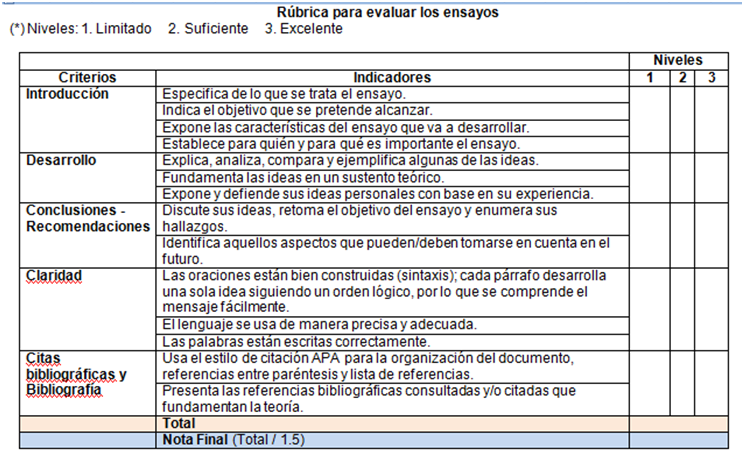 Rúbrica para evaluar los ensayos
(*) Niveles: 1. Limitado 2. Suficiente 3. Excelente
Niveles
Criterios Indicadores 1 2 3
Introducción Especifica de lo que se trata el ensayo.
Indica el objetivo que se pretende alcanzar.
Expone las características del ensayo que va a desarrollar.
Establece para quién y para qué es importante el ensayo.
Desarrollo Explica, analiza, compara y ejemplifica algunas de las ideas.
Fundamenta las ideas en un sustento teórico.
Expone y defiende sus ideas personales con base en su experiencia.
Conclusiones - Discute sus ideas, retoma el objetivo del ensayo y enumera sus
Recomendaciones hallazgos.
Identifica aquellos aspectos que pueden/deben tomarse en cuenta en el
futuro.
Claridad Las oraciones están bien construidas (sintaxis); cada párrafo desarrolla
una sola idea siguiendo un orden lógico, por lo que se comprende el
mensaje fácilmente.
El lenguaje se usa de manera precisa y adecuada.
Las palabras están escritas correctamente.
Citas Usa el estilo de citación APA para la organización del documento,
bibliográficas y referencias entre paréntesis y lista de referencias.
Bibliografía Presenta las referencias bibliográficas consultadas y/o citadas que
fundamentan la teoría.
Total
Nota Final (Total / 1.5)